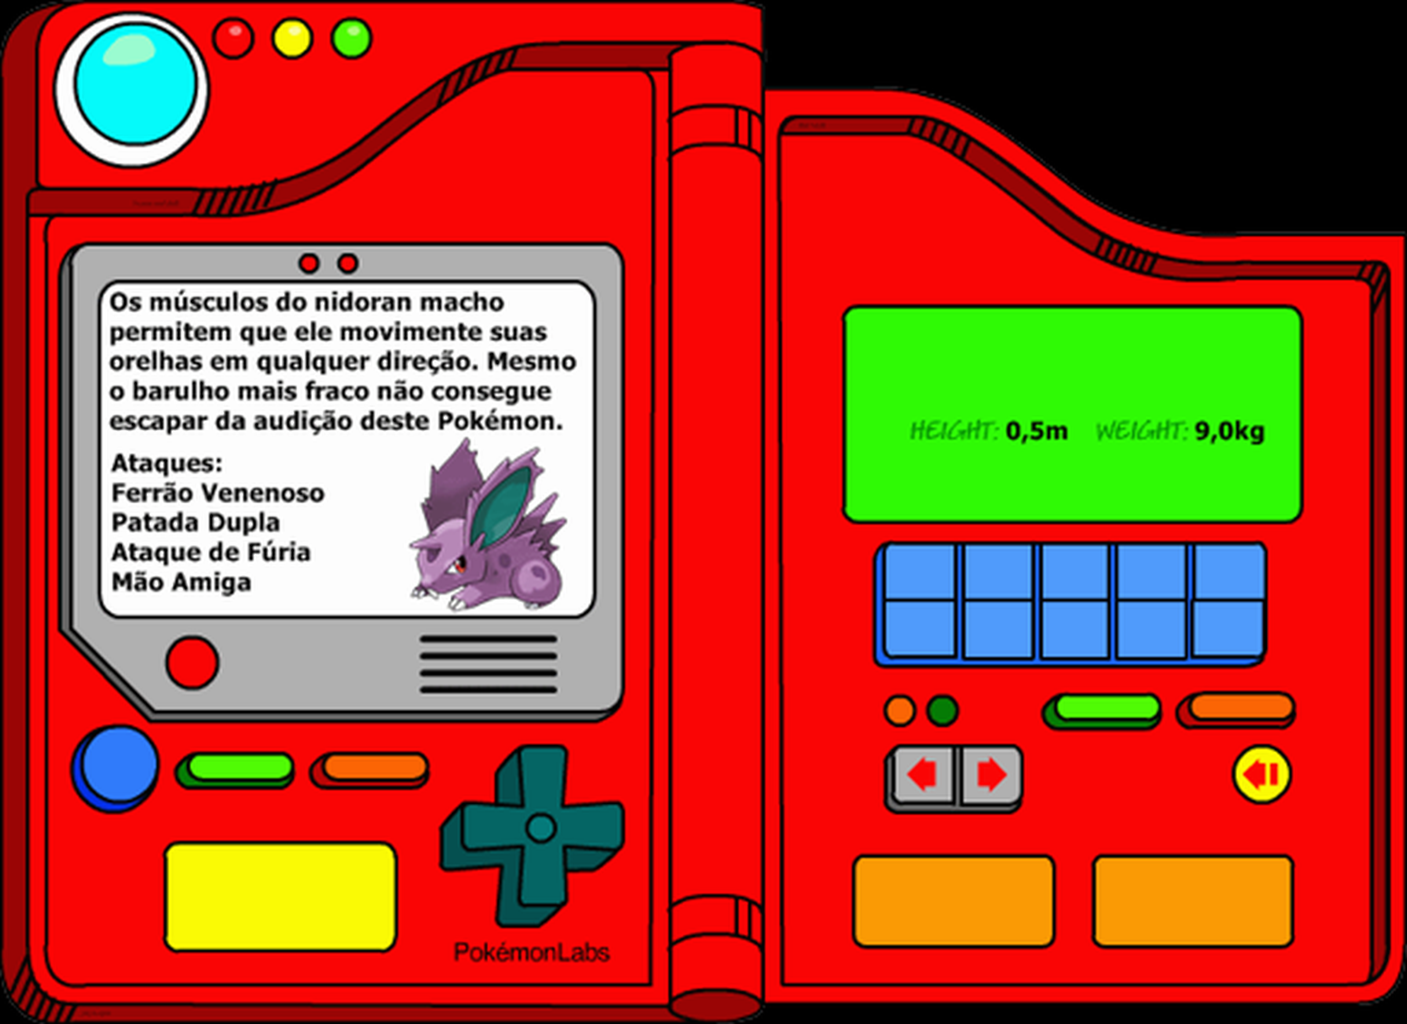 Os músculos do nidoran macho
permitem que ele movimente suas
orelhas em qualquer direção. Mesmo
o barulho mais fraco não consegue
escapar da audição deste Pokémon.
Ataques:
Ferrão Venenoso
Patada Dupla
Ataque de Fúria
Mão Amiga
HEIGHT: 0,5m WEIGHT: 9,0kg
PokémonLabs